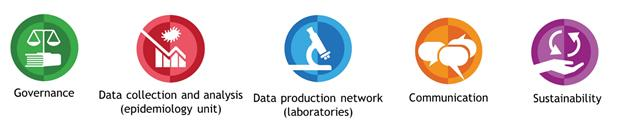 Governance
Data collection and analysis
(epidemiology unit)
Data production network
(laboratories)
Communication
Sustainability